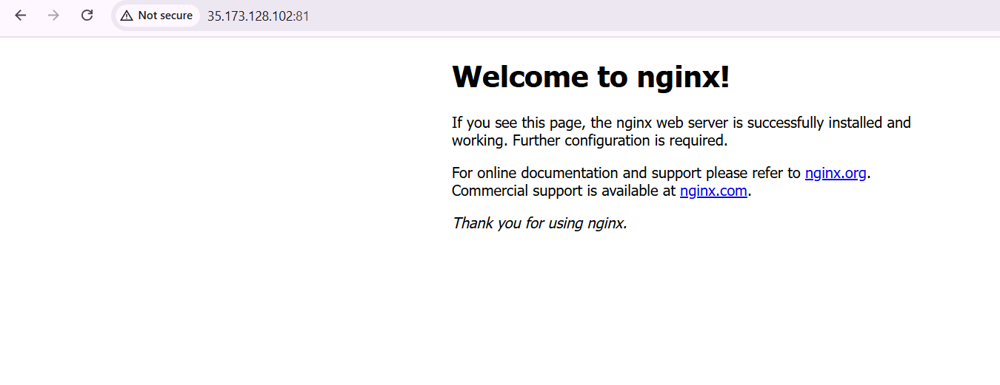 Not secure 35.173.128.102:81
Welcome to nginx!
If you see this page, the nginx web server is successfully installed and
working. Further configuration is required.
For online documentation and support please refer to nginx.org.
Commercial support is available at nginx.com.
Thank you for using nginx.